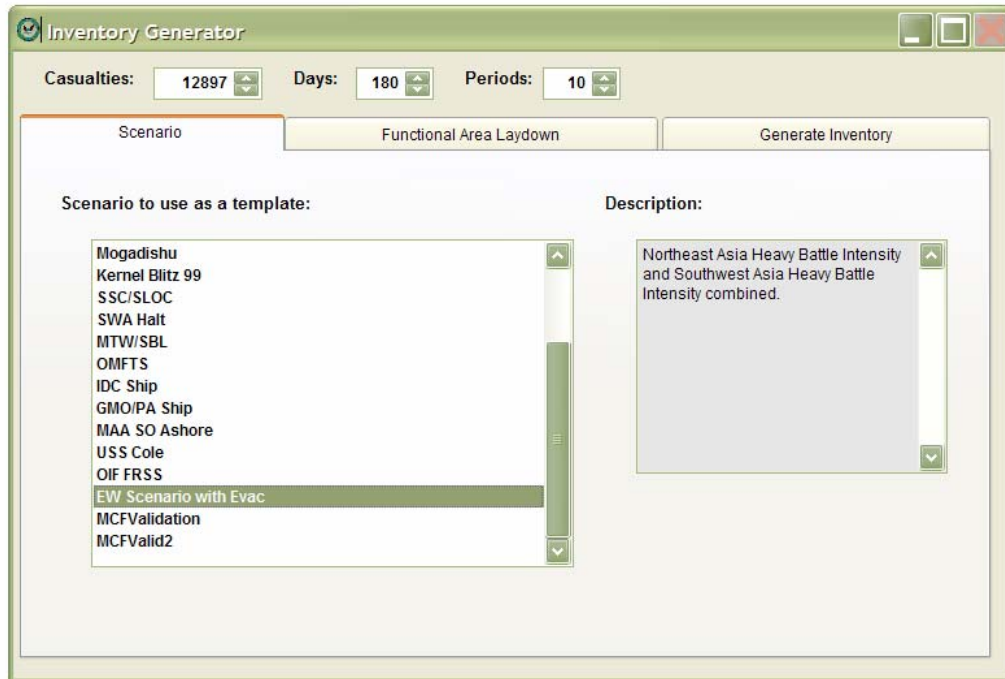 Inventory Generator
Casualties: 12897 Days: 180 Periods: 10
Scenario Functional Area Laydown Generate Inventory
Scenario to use as a template: Description:
Mogadishu
Kernel Blitz 99
SSC/SLOC
SWA Halt
MTW/SBL
OMFTS
IDC Ship
GMO/PA Ship
MAA SO Ashore
USS Cole
OIF FRSS
EW Scenario with Evac
MCFValidation
MCFValid2
Northeast Asia Heavy Battle Intensity
and Southwest Asia Heavy Battle
Intensity combined.